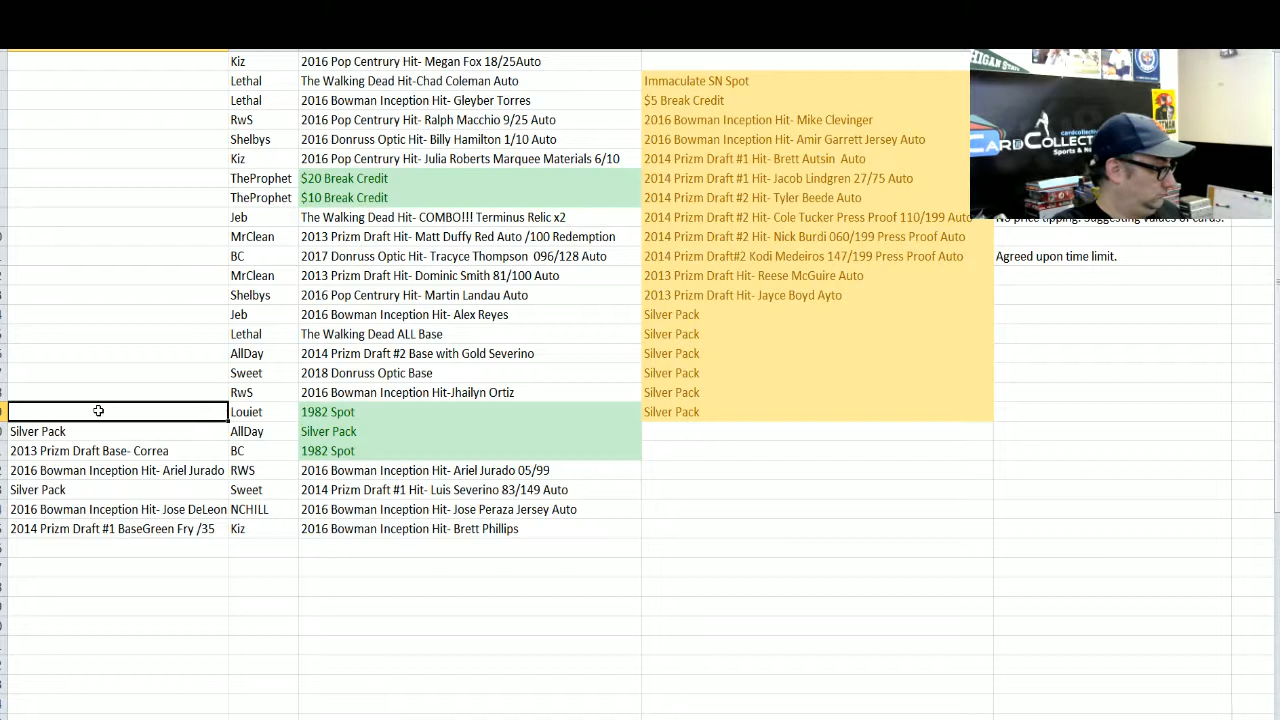 Kiz 2016 Pop Centrury Hit- Megan Fox 18/25Auto
Lethal The Walking Dead Hit-Chad Coleman Auto Immaculate SN Spot
Lethal 2016 Bowman Inception Hit- Gleyber Torres $5 Break Credit
RwS 2016 Pop Centrury Hit- Ralph Macchio 9/25 Auto 2016 Bowman Inception Hit- Mike Clevinger
Shelbys 2016 Donruss Optic Hit- Billy Hamilton 1/10 Auto 2016 Bowman Inception Hit- Amir Garrett Jersey Auto
Kiz 2016 Pop Centrury Hit- Julia Roberts Marquee Materials 6/10 2014 Prizm Draft #1 Hit- Brett Autsin Auto
TheProphet $20 Break Credit 2014 Prizm Draft #1 Hit- Jacob Lindgren 27/75 Auto
TheProphet $10 Break Credit 2014 Prizm Draft #2 Hit- Tyler Beede Auto
Jeb The Walking Dead Hit- COMBO!!! Terminus Relic x2 2014 Prizm Draft #2 Hit- Cole Tucker Press Proof 110/199 Auto No price tipping. Suggesting values of cards.
MrClean 2013 Prizm Draft Hit- Matt Duffy Red Auto /100 Redemption 2014 Prizm Draft #2 Hit- Nick Burdi 060/199 Press Proof Auto
BC 2017 Donruss Optic Hit- Tracyce Thompson 096/128 Auto 2014 Prizm Draft#2 Kodi Medeiros 147/199 Press Proof Auto Agreed upon time limit.
MrClean 2013 Prizm Draft Hit- Dominic Smith 81/100 Auto 2013 Prizm Draft Hit- Reese McGuire Auto
Shelbys 2016 Pop Centrury Hit- Martin Landau Auto 2013 Prizm Draft Hit- Jayce Boyd Ayto
Jeb 2016 Bowman Inception Hit- Alex Reyes Silver Pack
Lethal The Walking Dead ALL Base Silver Pack
AllDay 2014 Prizm Draft #2 Base with Gold Severino Silver Pack
Sweet 2018 Donruss Optic Base Silver Pack
RwS 2016 Bowman Inception Hit-Jhailyn Ortiz Silver Pack
Louiet 1982 Spot Silver Pack
Silver Pack AllDay Silver Pack
2013 Prizm Draft Base- Correa BC 1982 Spot
2016 Bowman Inception Hit- Ariel Jurado RWS 2016 Bowman Inception Hit- Ariel Jurado 05/99
Silver Pack Sweet 2014 Prizm Draft #1 Hit- Luis Severino 83/149 Auto
2016 Bowman Inception Hit- Jose DeLeon NCHILL 2016 Bowman Inception Hit- Jose Peraza Jersey Auto
2014 Prizm Draft #1 BaseGreen Fry /35 Kiz 2016 Bowman Inception Hit- Brett Phillips